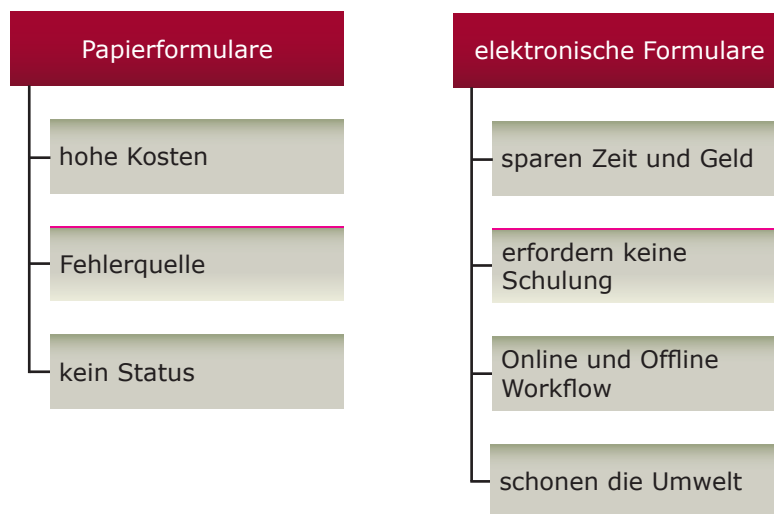 Papierformulare
hohe Kosten
Fehlerquelle
kein Status
elektronische Formulare
sparen Zeit und Geld
erfordern keine
Schulung
Online und Offline
Workflow
schonen die Umwelt